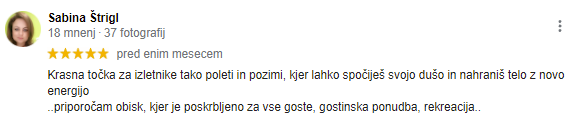 Sabina Štrigl
18 mnenj · 37 fotografij
pred enim mesecem
Krasna točka za izletnike tako poleti in pozimi, kjer lahko spočiješ svojo dušo in nahraniš telo z novo
energijo
..priporočam obisk, kjer je poskrbljeno za vse goste, gostinska ponudba, rekreacija..